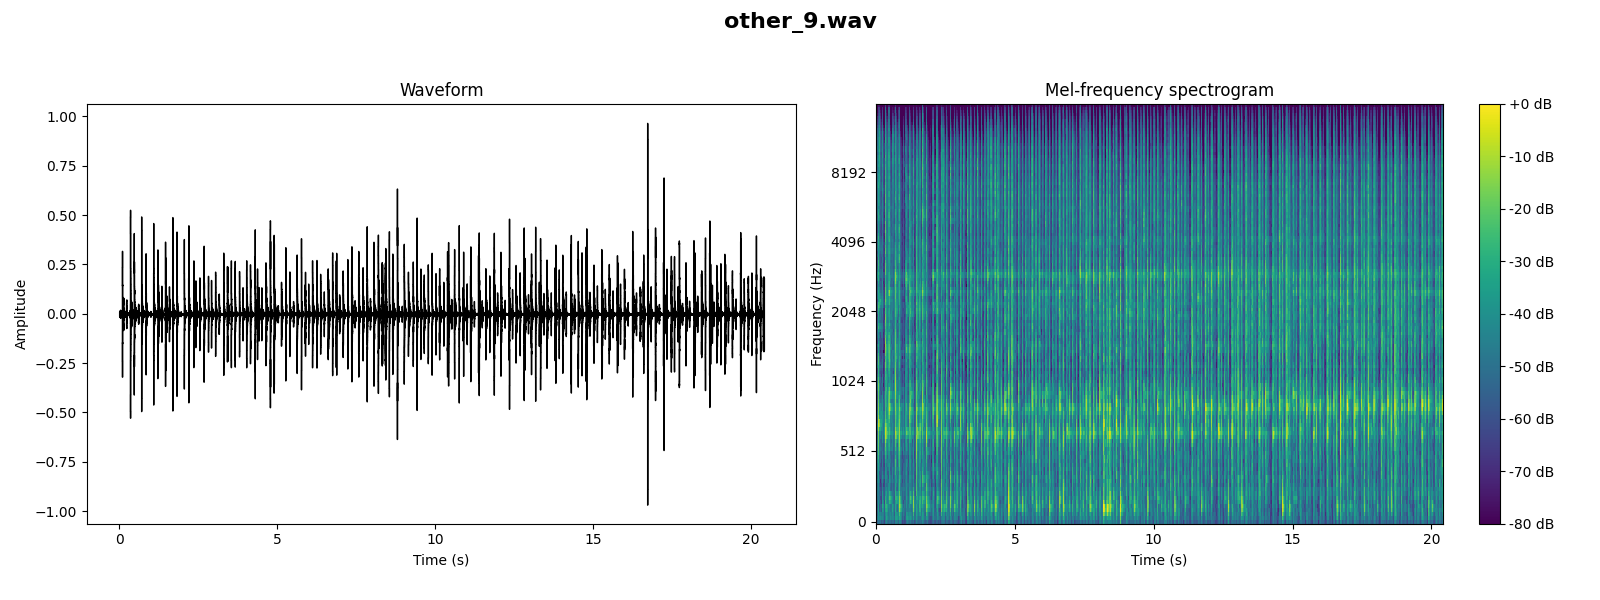 other_9.wav
Waveform
Amplitude
1.00
0.75
0.50
0.25
0.00
−0.25
−0.50
−0.75
−1.00
0 5 10 15 20
Time (s)
Mel-frequency spectrogram
Frequency (Hz)
8192
4096
2048
1024
512
0
0 5 10 15 20
Time (s)
+0 dB
-10 dB
-20 dB
-30 dB
-40 dB
-50 dB
-60 dB
-70 dB
-80 dB